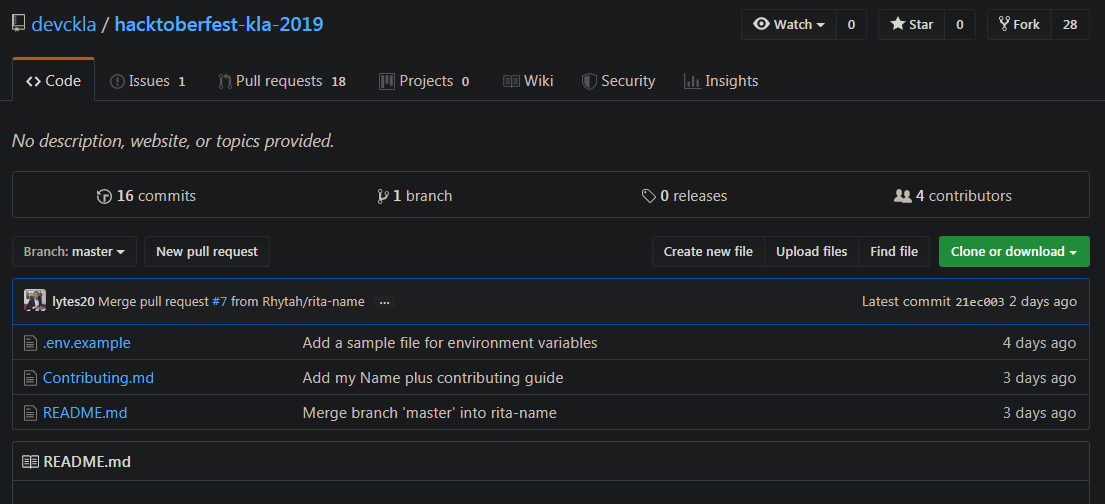 devckla / hacktoberfest-kla-2019 Watch 0 Star 0 Fork 28
Code Issues 1 Pull requests 18 Projects 0 Wiki Security Insights
No description, website, or topics provided.
16 commits 1 branch 0 releases 4 contributors
Branch: master New pull request Create new file Upload files Find file Clone or download
lytes20 Merge pull request #7 from Rhytah/rita-name ... Latest commit 21ec003 2 days ago
.env.example Add a sample file for environment variables 4 days ago
Contributing.md Add my Name plus contributing guide 3 days ago
README.md Merge branch 'master' into rita-name 3 days ago
README.md